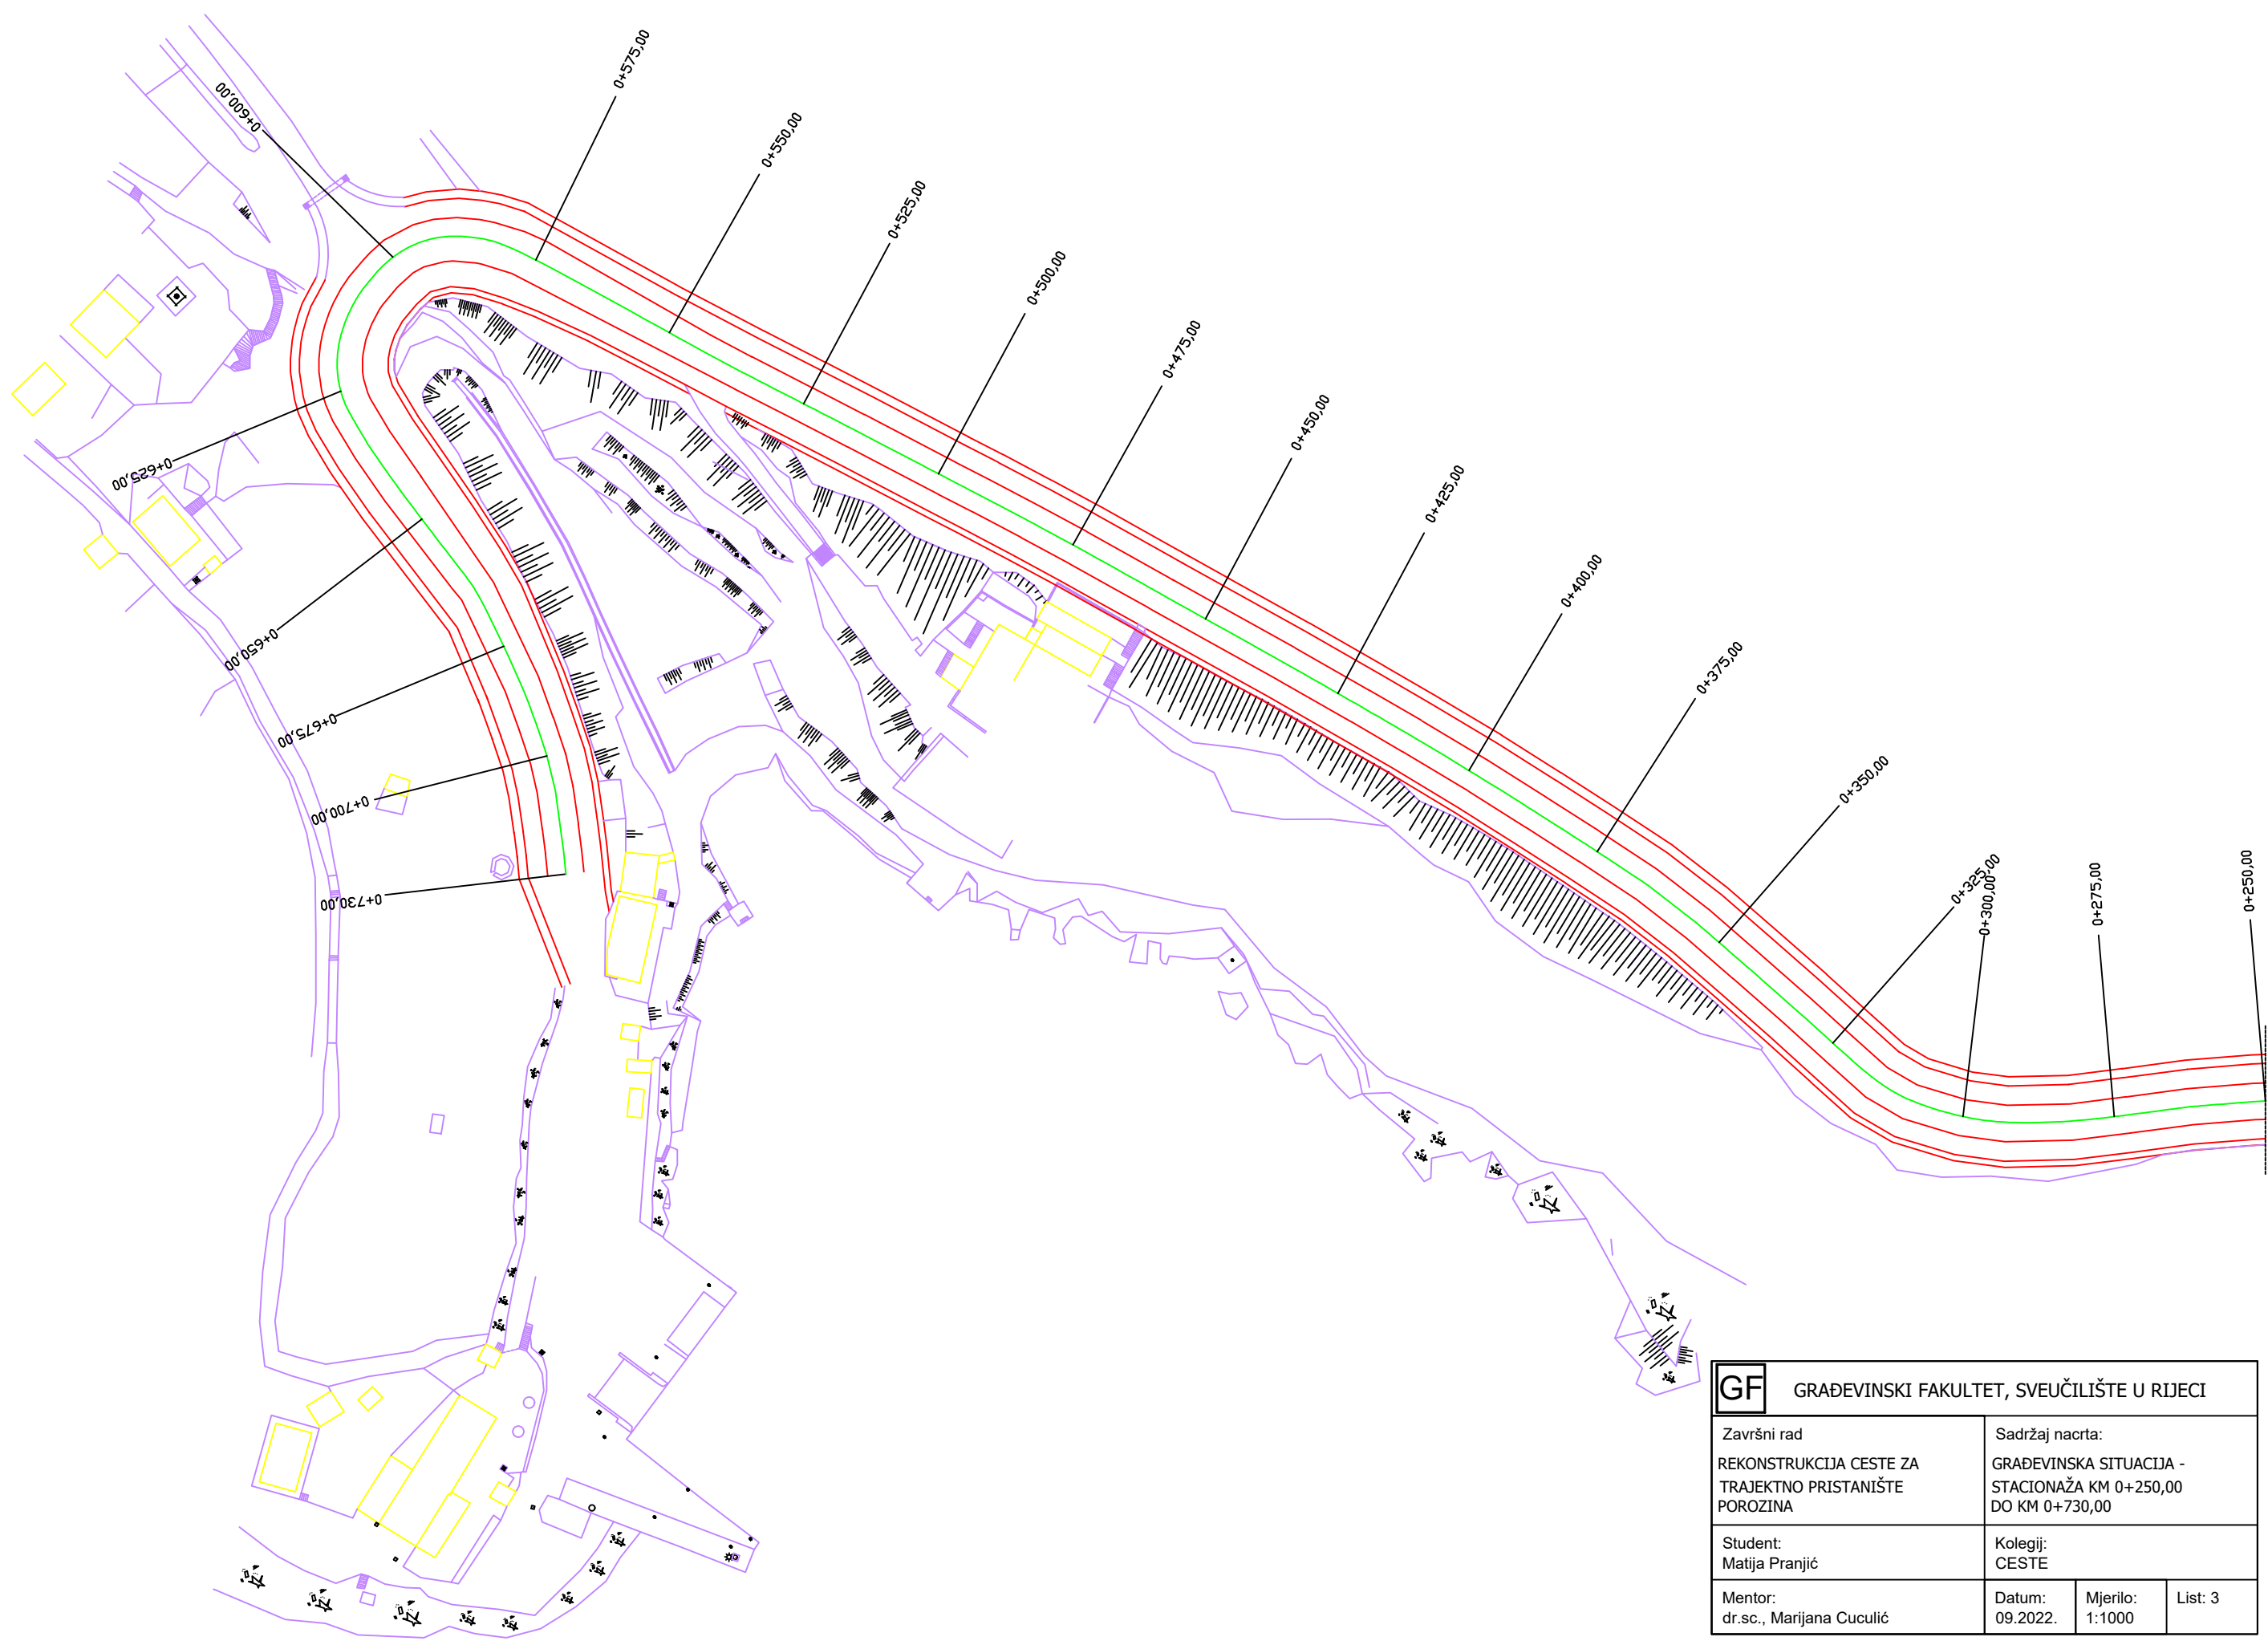 0+600,00
0+575,00
0+550,00
0+525,00
0+500,00
0+475,00
0+450,00
0+425,00
0+400,00
0+375,00
0+350,00
0+325,00
0+300,00
0+275,00
0+250,00
0+625,00
0+650,00
0+675,00
0+700,00
0+730,00
GF
GRAĐEVINSKI FAKULTET, SVEUČILIŠTE U RIJECI
Završni rad
REKONSTRUKCIJA CESTE ZA
TRAJEKTNO PRISTANIŠTE
POROZINA
Sadržaj nacrta:
GRAĐEVINSKA SITUACIJA -
STACIONAŽA KM 0+250,00
DO KM 0+730,00
Student:
Matija Pranjić
Kolegij:
CESTE
Mentor:
dr.sc., Marijana Cuculić
Datum:
09.2022.
Mjerilo:
1:1000
List: 3